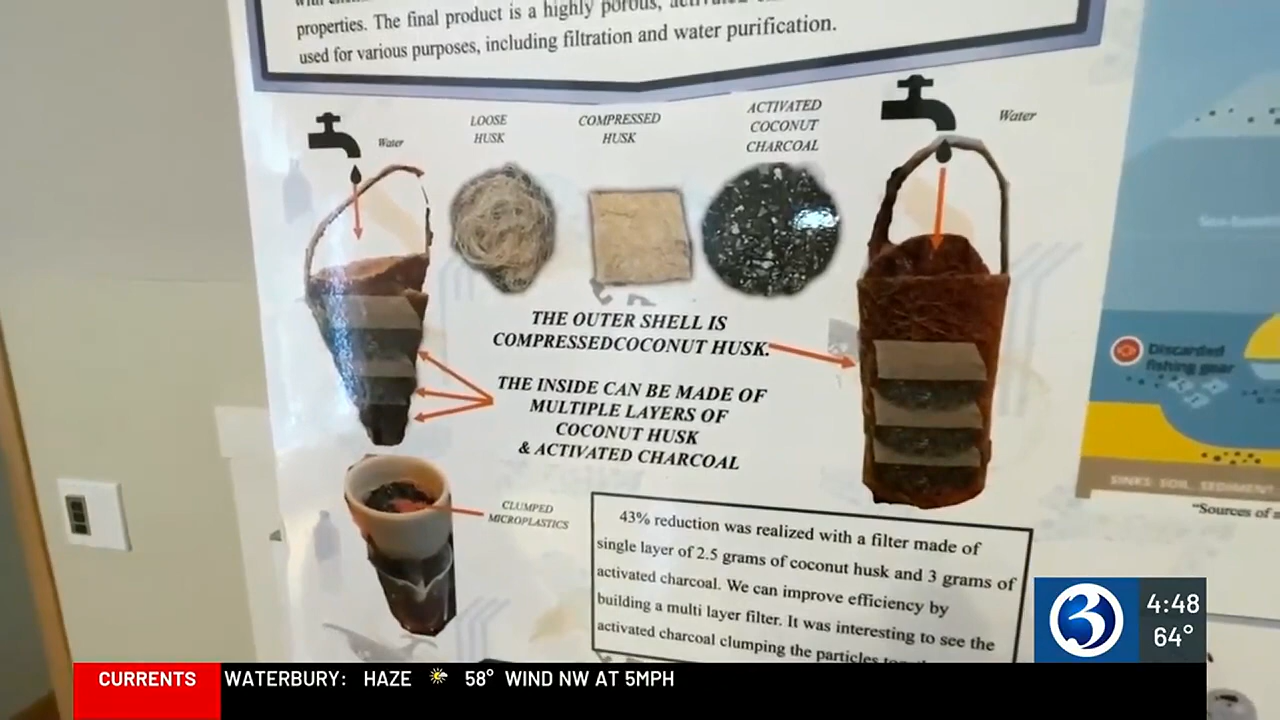 properties. The final product is a highly porous,
used for various purposes, including filtration and water purification.
Water
LOOSE
HUSK
COMPRESSED
HUSK
ACTIVATED
COCONUT
CHARCOAL
Water
THE OUTER SHELL IS
COMPRESSEDCOCONUT HUSK.
THE INSIDE CAN BE MADE OF
MULTIPLE LAYERS OF
COCONUT HUSK
& ACTIVATED CHARCOAL
CLUMPED
MICROPLASTICS
43% reduction was realized with a filter made of
single layer of 2.5 grams of coconut husk and 3 grams of
activated charcoal. We can improve efficiency by
building a multi layer filter. It was interesting to see the
activated charcoal clumping the particles
Discarded
fishing gear
SINKS: SOIL, SEDIMENT
"Sources of
3
4:48
64°
CURRENTS
WATERBURY: HAZE 58° WIND NW AT 5MPH